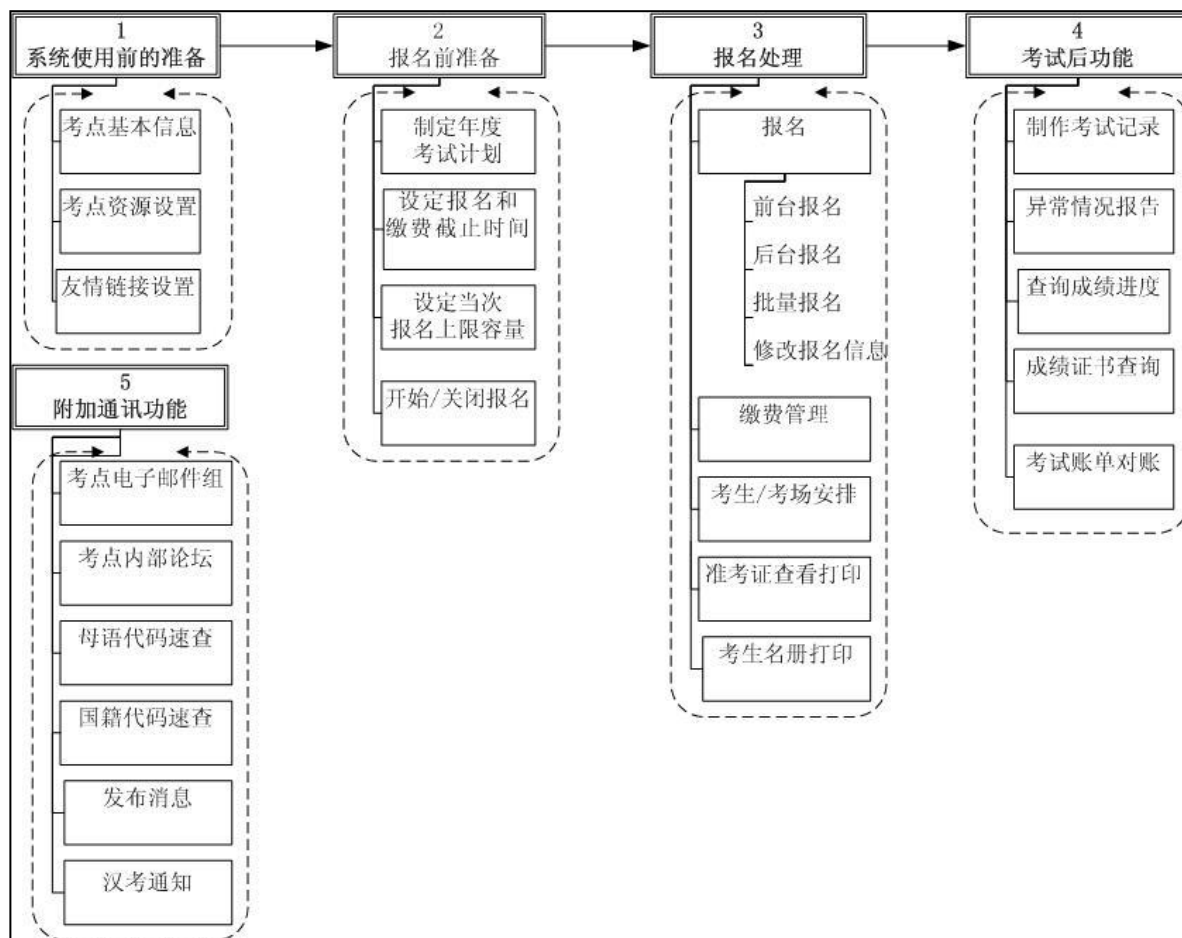 1
系统使用前的准备
考点基本信息
考点资源设置
友情链接设置
2
报名前准备
制定年度
考试计划
设定报名和
缴费截止时间
设定当次
报名上限容量
开始/关闭报名
3
报名处理
报名
前台报名
后台报名
批量报名
修改报名信息
缴费管理
考生/考场安排
准考证查看打印
考生名册打印
4
考试后功能
制作考试记录
异常情况报告
查询成绩进度
成绩证书查询
考试账单对账
5
附加通讯功能
考点电子邮件组
考点内部论坛
母语代码速查
国籍代码速查
发布消息
汉考通知